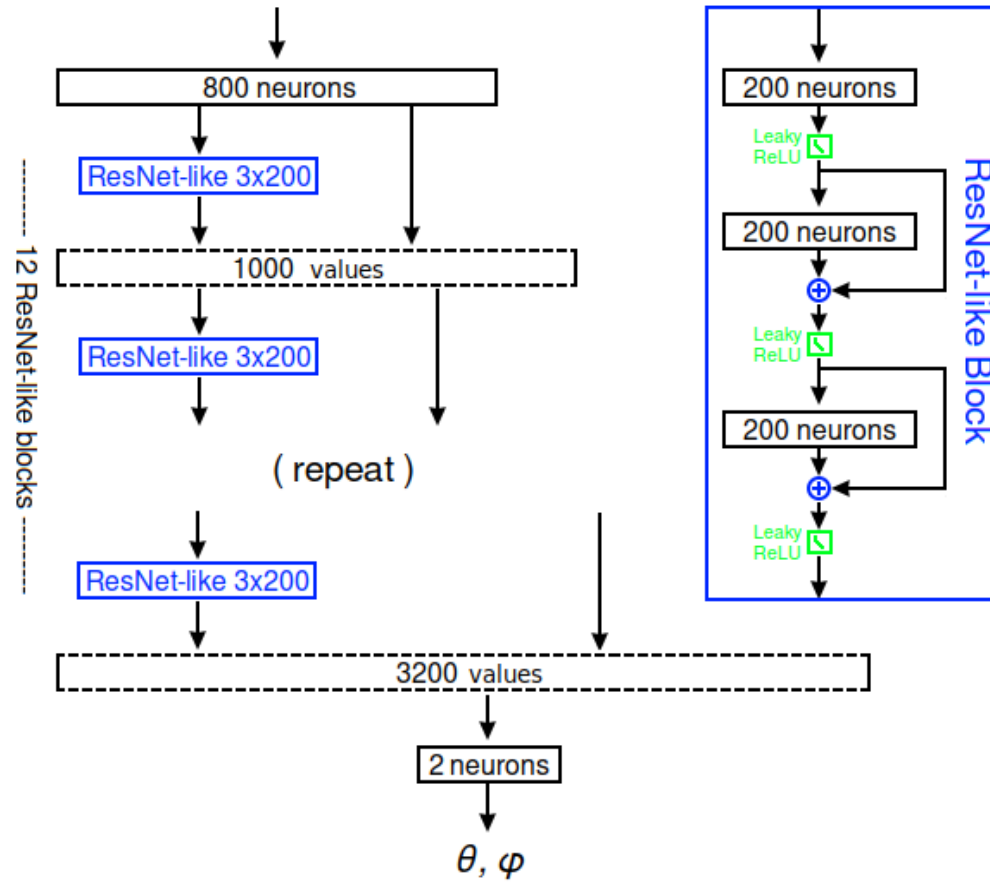 800 neurons
ResNet-like 3x200
1000 values
ResNet-like 3x200
( repeat )
ResNet-like 3x200
3200 values
2 neurons
θ, φ
--------- 12 ResNet-like blocks ---------
200 neurons
Leaky
ReLU
200 neurons
Leaky
ReLU
200 neurons
Leaky
ReLU
ResNet-like Block